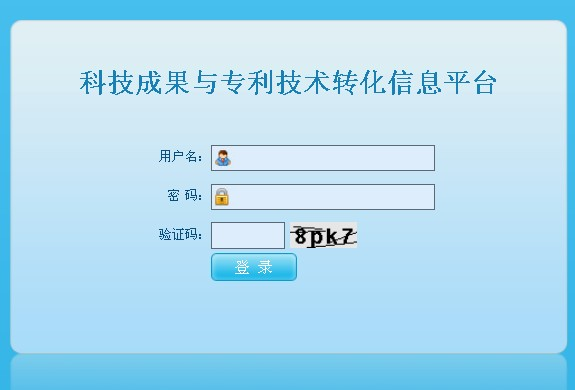 科技成果与专利技术转化信息平台
用户名：
密 码：
验证码： 8pk7
登 录